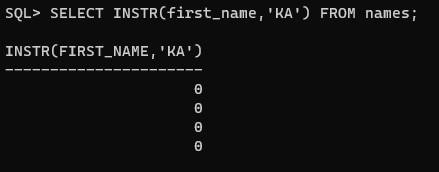 SQL> SELECT INSTR(first_name,'KA') FROM names;
INSTR(FIRST_NAME,'KA')
----------------------
0
0
0
0